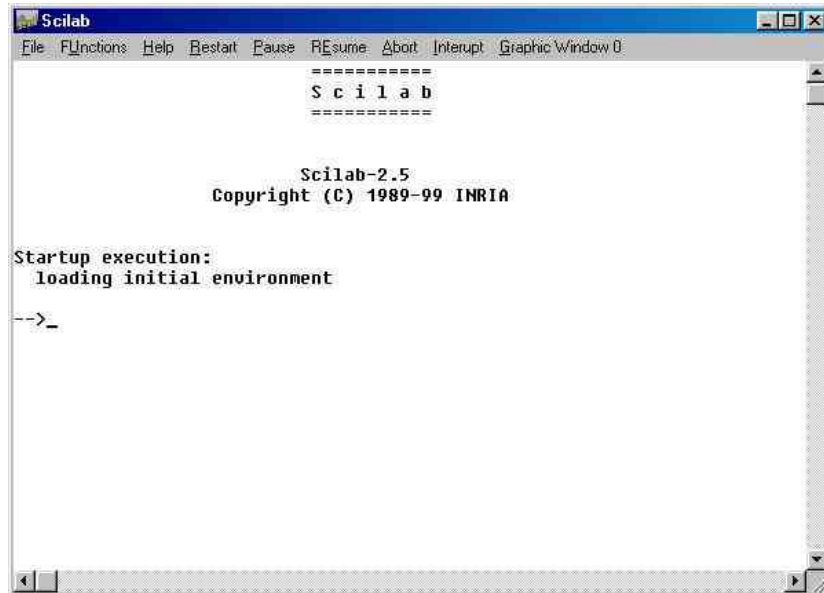 Scilab
File FUnctions Help Restart Pause REsume Abort Interupt Graphic Window 0
===========
S c i l a b
===========
Scilab-2.5
Copyright (C) 1989-99 INRIA
Startup execution:
loading initial environment
-->_